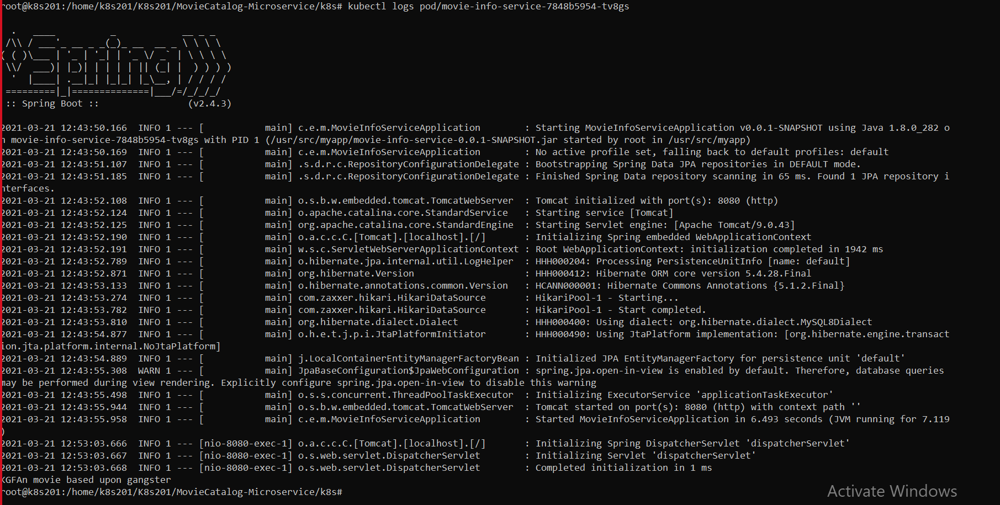 root@k8s201:/home/k8s201/K8s201/MovieCatalog-Microservice/k8s# kubectl logs pod/movie-info-service-7848b5954-tv8gs
  .   ____          _            __ _ _
 /\\ / ___'_ __ _ _(_)_ __  __ _ \ \ \ \
( ( )\___ | '_ | '_| | '_ \/ _` | \ \ \ \
 \\/  ___)| |_)| | | | | || (_| |  ) ) ) )
  '  |____| .__|_| |_|_| |_\__, | / / / /
 =========|_|==============|___/=/_/_/_/
 :: Spring Boot ::                (v2.4.3)
2021-03-21 12:43:50.166  INFO 1 --- [           main] c.e.m.MovieInfoServiceApplication        : Starting MovieInfoServiceApplication v0.0.1-SNAPSHOT using Java 1.8.0_282 o
n movie-info-service-7848b5954-tv8gs with PID 1 (/usr/src/myapp/movie-info-service-0.0.1-SNAPSHOT.jar started by root in /usr/src/myapp)
2021-03-21 12:43:50.169  INFO 1 --- [           main] c.e.m.MovieInfoServiceApplication        : No active profile set, falling back to default profiles: default
2021-03-21 12:43:51.107  INFO 1 --- [           main] .s.d.r.c.RepositoryConfigurationDelegate : Bootstrapping Spring Data JPA repositories in DEFAULT mode.
2021-03-21 12:43:51.185  INFO 1 --- [           main] .s.d.r.c.RepositoryConfigurationDelegate : Finished Spring Data repository scanning in 65 ms. Found 1 JPA repository i
nterfaces.
2021-03-21 12:43:52.108  INFO 1 --- [           main] o.s.b.w.embedded.tomcat.TomcatWebServer  : Tomcat initialized with port(s): 8080 (http)
2021-03-21 12:43:52.124  INFO 1 --- [           main] o.apache.catalina.core.StandardService   : Starting service [Tomcat]
2021-03-21 12:43:52.125  INFO 1 --- [           main] org.apache.catalina.core.StandardEngine  : Starting Servlet engine: [Apache Tomcat/9.0.43]
2021-03-21 12:43:52.190  INFO 1 --- [           main] o.a.c.c.C.[Tomcat].[localhost].[/]       : Initializing Spring embedded WebApplicationContext
2021-03-21 12:43:52.191  INFO 1 --- [           main] w.s.c.ServletWebServerApplicationContext : Root WebApplicationContext: initialization completed in 1942 ms
2021-03-21 12:43:52.789  INFO 1 --- [           main] o.hibernate.jpa.internal.util.LogHelper  : HHH000204: Processing PersistenceUnitInfo [name: default]
2021-03-21 12:43:52.871  INFO 1 --- [           main] org.hibernate.Version                    : HHH000412: Hibernate ORM core version 5.4.28.Final
2021-03-21 12:43:53.133  INFO 1 --- [           main] o.hibernate.annotations.common.Version   : HCANN000001: Hibernate Commons Annotations {5.1.2.Final}
2021-03-21 12:43:53.274  INFO 1 --- [           main] com.zaxxer.hikari.HikariDataSource       : HikariPool-1 - Starting...
2021-03-21 12:43:53.782  INFO 1 --- [           main] com.zaxxer.hikari.HikariDataSource       : HikariPool-1 - Start completed.
2021-03-21 12:43:53.810  INFO 1 --- [           main] org.hibernate.dialect.Dialect            : HHH000400: Using dialect: org.hibernate.dialect.MySQL8Dialect
2021-03-21 12:43:54.877  INFO 1 --- [           main] o.h.e.t.j.p.i.JtaPlatformInitiator       : HHH000490: Using JtaPlatform implementation: [org.hibernate.engine.transact
ion.jta.platform.internal.NoJtaPlatform]
2021-03-21 12:43:54.889  INFO 1 --- [           main] j.LocalContainerEntityManagerFactoryBean : Initialized JPA EntityManagerFactory for persistence unit 'default'
2021-03-21 12:43:55.308  WARN 1 --- [           main] JpaBaseConfiguration$JpaWebConfiguration : spring.jpa.open-in-view is enabled by default. Therefore, database queries
may be performed during view rendering. Explicitly configure spring.jpa.open-in-view to disable this warning
2021-03-21 12:43:55.498  INFO 1 --- [           main] o.s.s.concurrent.ThreadPoolTaskExecutor  : Initializing ExecutorService 'applicationTaskExecutor'
2021-03-21 12:43:55.944  INFO 1 --- [           main] o.s.b.w.embedded.tomcat.TomcatWebServer  : Tomcat started on port(s): 8080 (http) with context path ''
2021-03-21 12:43:55.958  INFO 1 --- [           main] c.e.m.MovieInfoServiceApplication        : Started MovieInfoServiceApplication in 6.493 seconds (JVM running for 7.119
)
2021-03-21 12:53:03.666  INFO 1 --- [nio-8080-exec-1] o.a.c.c.C.[Tomcat].[localhost].[/]       : Initializing Spring DispatcherServlet 'dispatcherServlet'
2021-03-21 12:53:03.667  INFO 1 --- [nio-8080-exec-1] o.s.web.servlet.DispatcherServlet        : Initializing Servlet 'dispatcherServlet'
2021-03-21 12:53:03.668  INFO 1 --- [nio-8080-exec-1] o.s.web.servlet.DispatcherServlet        : Completed initialization in 1 ms
KGFAn movie based upon gangster
root@k8s201:/home/k8s201/K8s201/MovieCatalog-Microservice/k8s#
Activate Windows